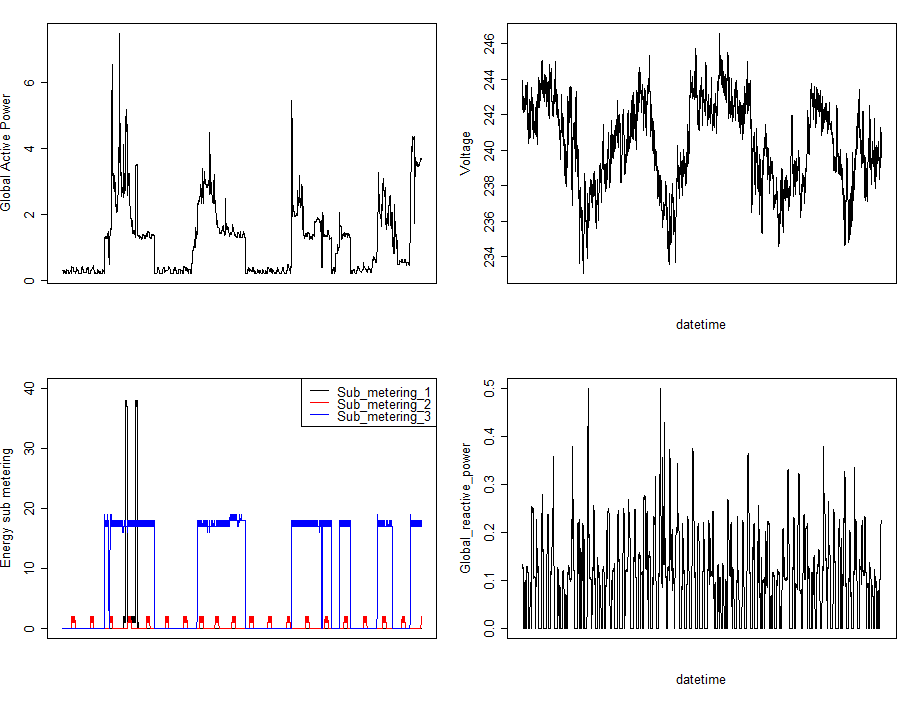 Global Active Power
0
2
4
6
Voltage
234
236
238
240
242
244
246
datetime
Energy sub metering
0
10
20
30
40
Sub_metering_1
Sub_metering_2
Sub_metering_3
Global_reactive_power
0.0
0.1
0.2
0.3
0.4
0.5
datetime